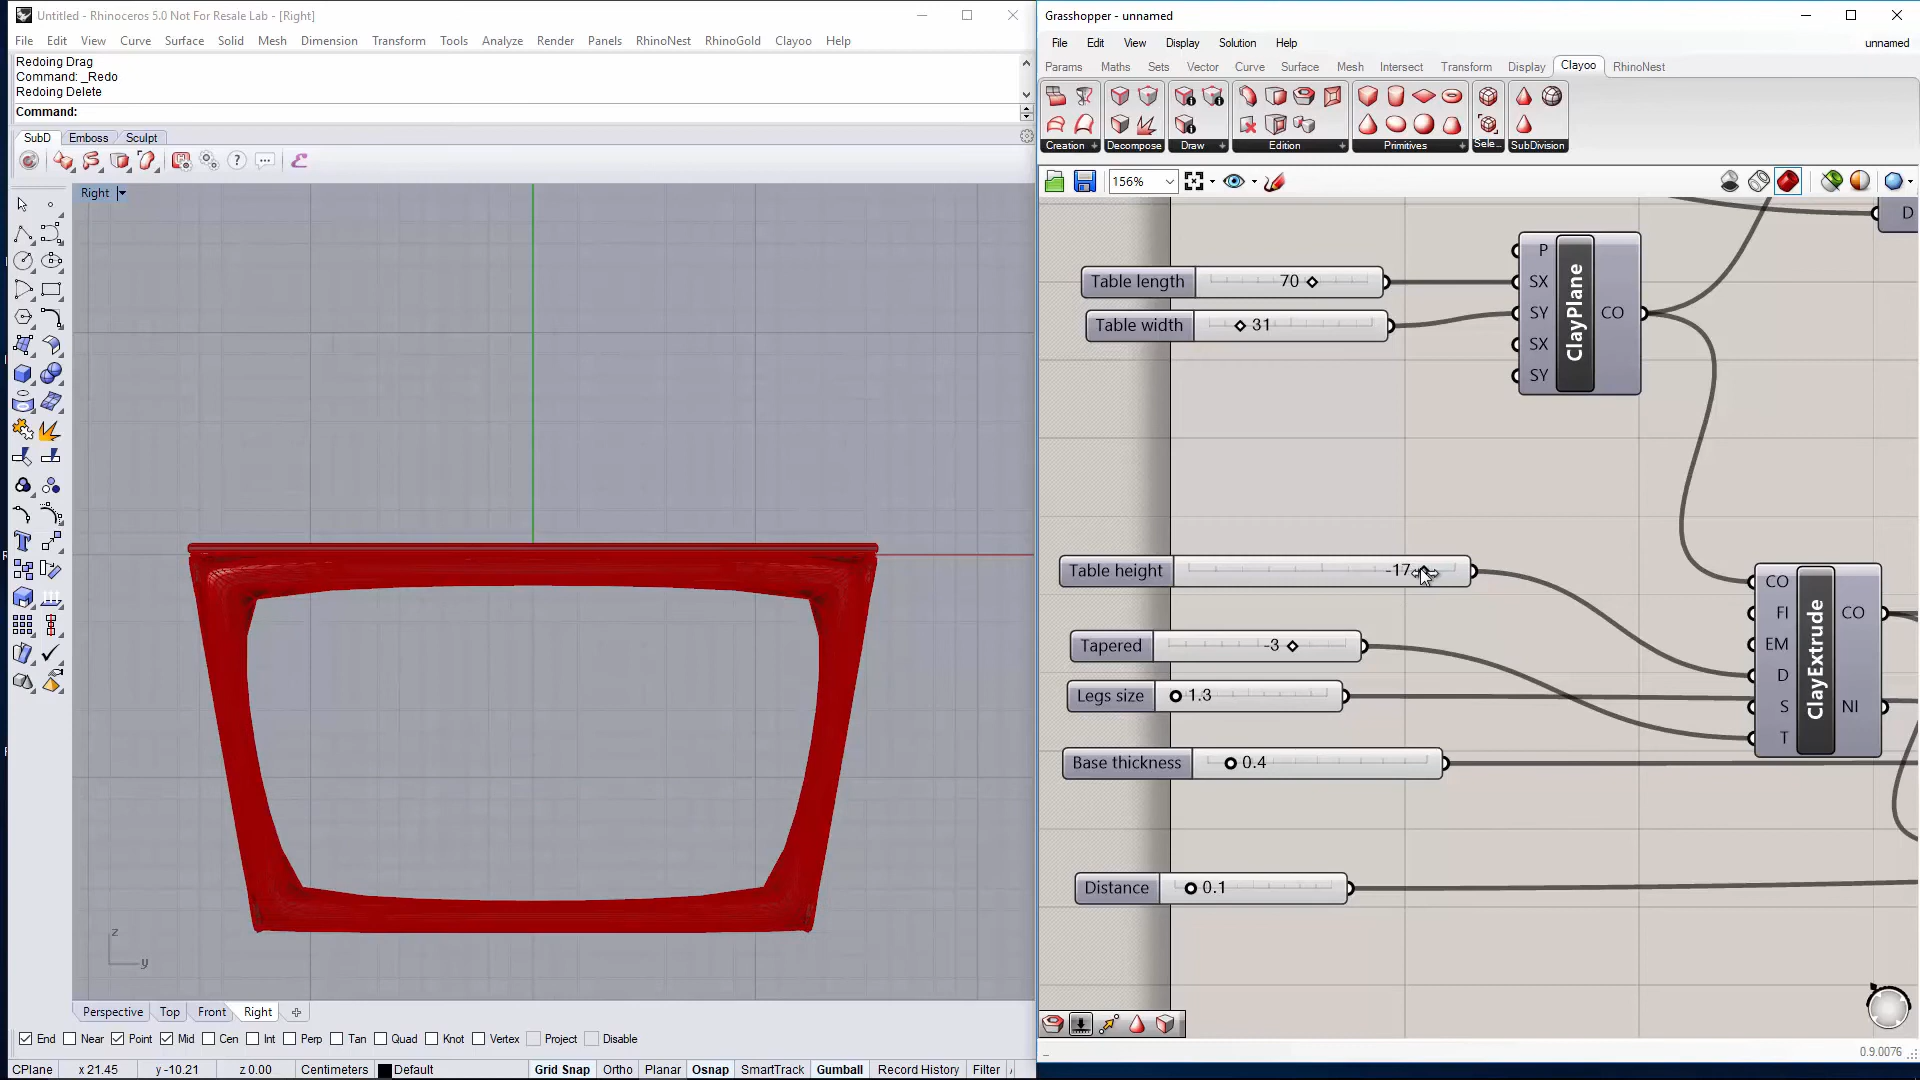 Untitled - Rhinoceros 5.0 Not For Resale Lab - [Right]
File Edit View Curve Surface Solid Mesh Dimension Transform Tools Analyze Render Panels RhinoNest RhinoGold Clayoo Help
Redoing Drag
Command: _Redo
Redoing Delete
Command:
SubD Emboss Sculpt
Right
z
y
Perspective Top Front Right
End Near Point Mid Cen Int Perp Tan Quad Knot Vertex Project Disable
CPlane x 21.45 y -10.21 z 0.00 Centimeters Default Grid Snap Ortho Planar Osnap SmartTrack Gumball Record History Filter
Grasshopper - unnamed
File Edit View Display Solution Help unnamed
Params Maths Sets Vector Curve Surface Mesh Intersect Transform Display Clayoo RhinoNest
Creation Decompose Draw Edition Primitives Sele... SubDivision
156%
D
Table length 70
Table width 31
P
SX
SY
SX
SY
ClayPlane
CO
Table height -17
Tapered -3
Legs size 1.3
Base thickness 0.4
Distance 0.1
CO
FI
EM
D
S
T
ClayExtrude
CO
NI
0.9.0076